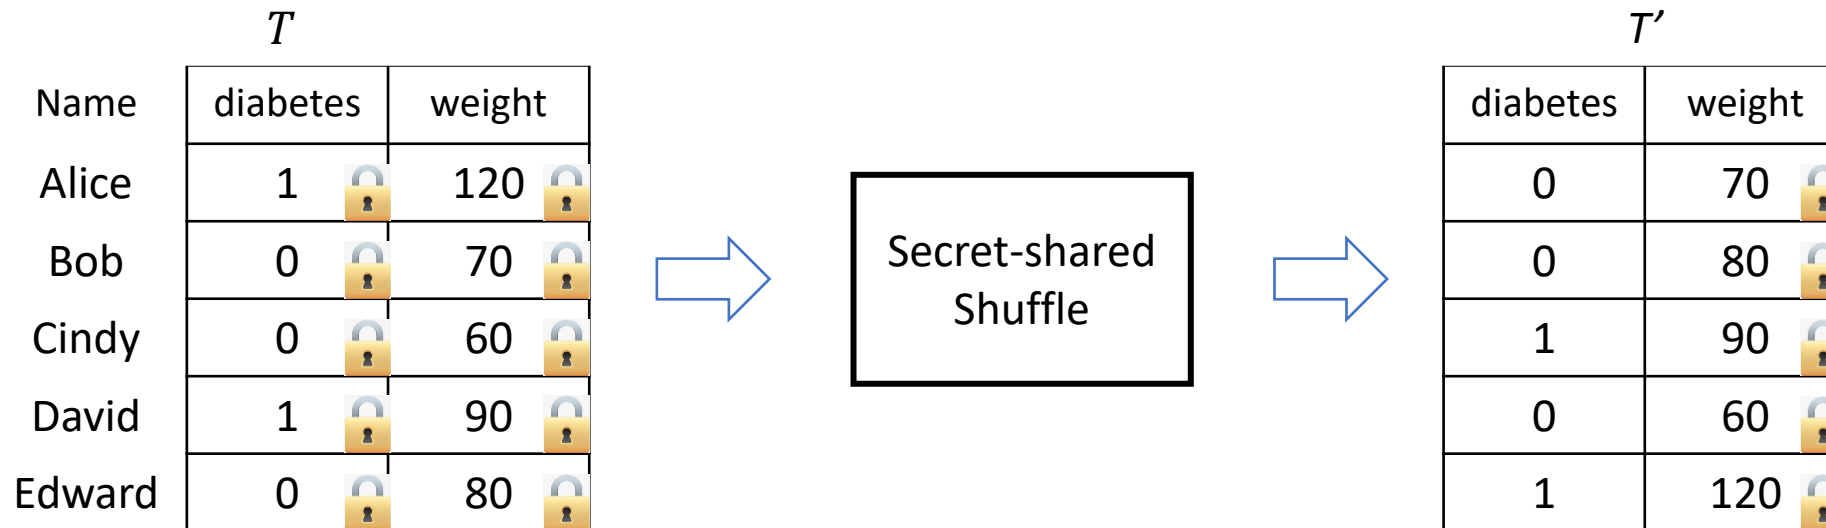 T T′
Name diabetes weight diabetes weight
Alice 1 120 0 70
Bob 0 70 0 80
Cindy 0 60 1 90
David 1 90 0 60
Edward 0 80 1 120
Secret-shared
Shuffle